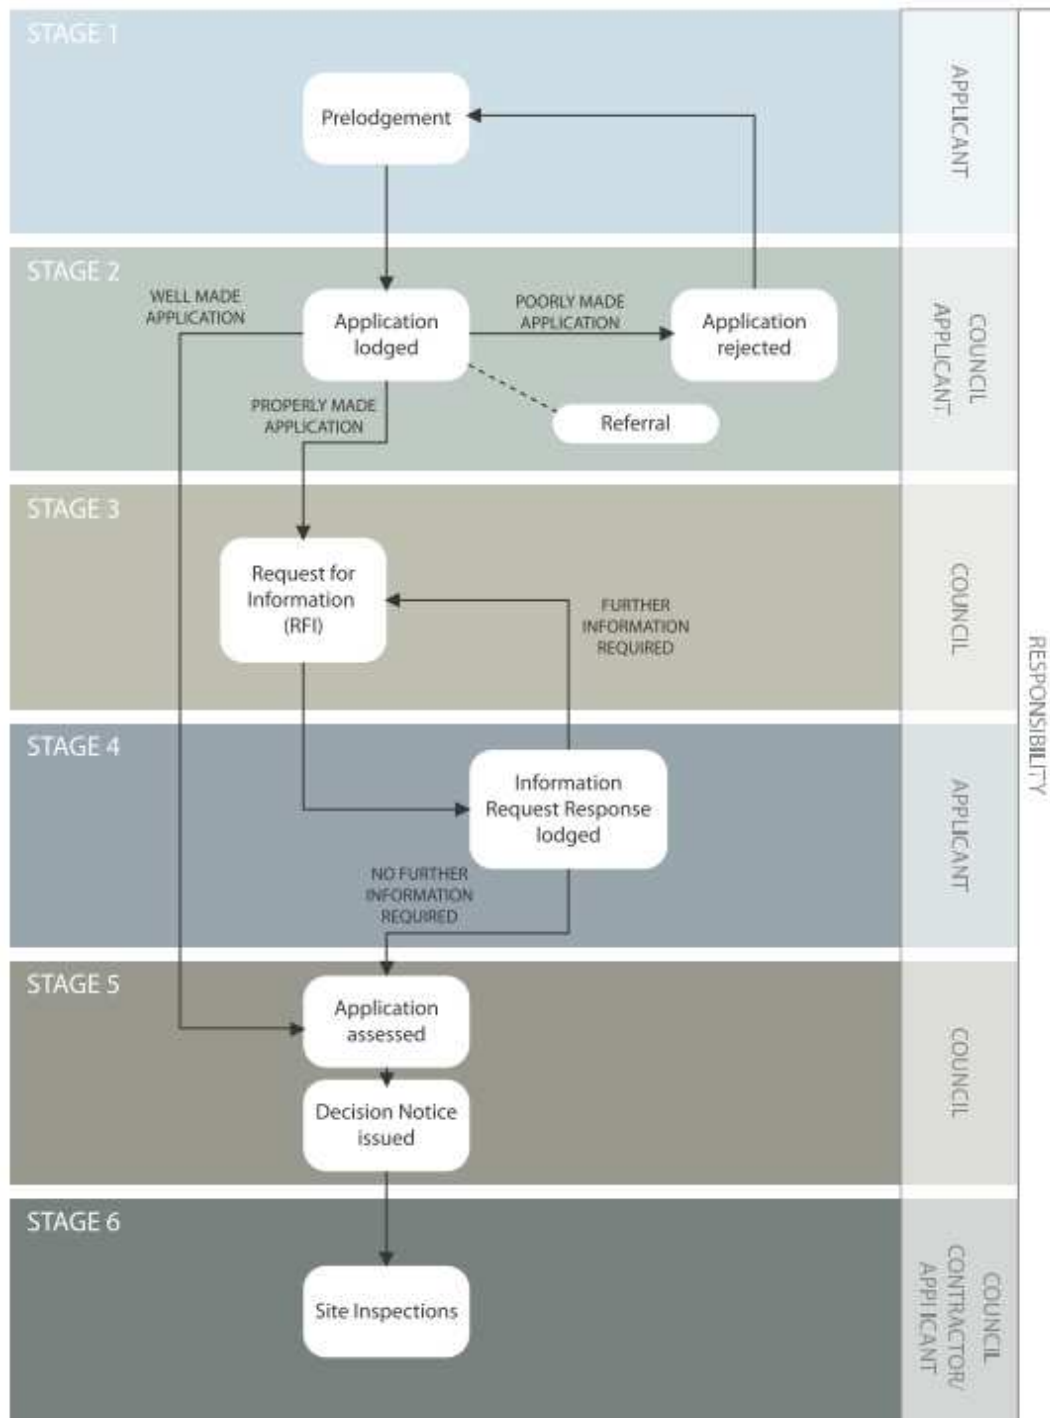 STAGE 1
Prelodgement
APPLICANT
STAGE 2
WELL MADE
APPLICATION
Application
lodged
POORLY MADE
APPLICATION
Application
rejected
PROPERLY MADE
APPLICATION
Referral
COUNCIL
APPLICANT
STAGE 3
Request for
Information
(RFI)
FURTHER
INFORMATION
REQUIRED
COUNCIL
RESPONSIBILITY
STAGE 4
Information
Request Response
lodged
NO FURTHER
INFORMATION
REQUIRED
APPLICANT
STAGE 5
Application
assessed
Decision Notice
issued
COUNCIL
STAGE 6
Site Inspections
COUNCIL
CONTRACTOR/
APPLICANT